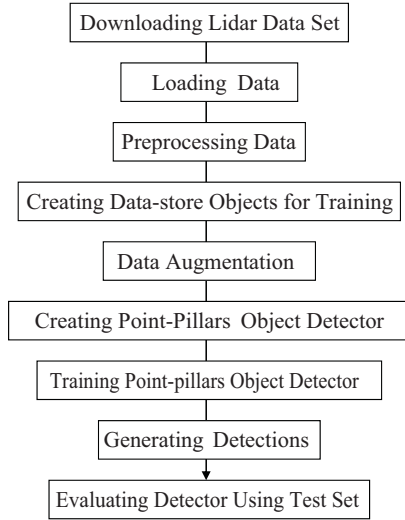 Downloading Lidar Data Set
Loading Data
Preprocessing Data
Creating Data-store Objects for Training
Data Augmentation
Creating Point-Pillars Object Detector
Training Point-pillars Object Detector
Generating Detections
Evaluating Detector Using Test Set